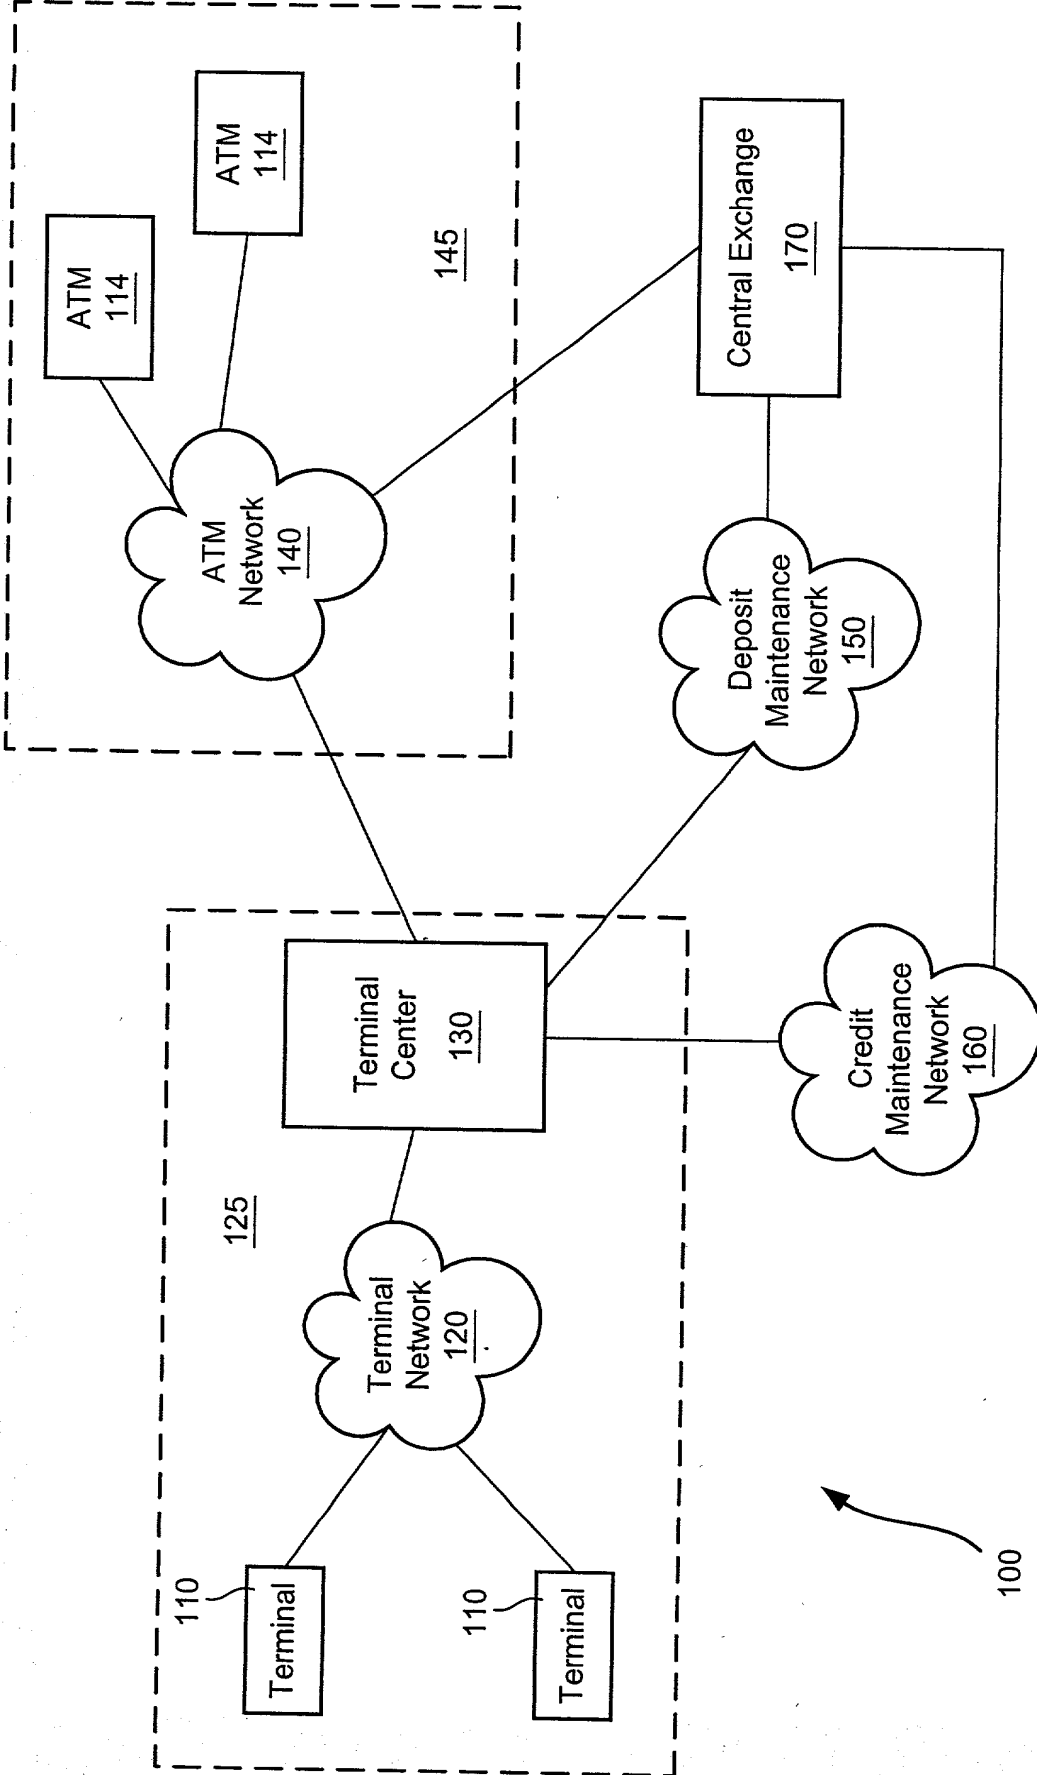 110
Terminal
110
Terminal
Terminal
Network
120
125
Terminal
Center
130
ATM
Network
140
ATM
114
ATM
114
145
Credit
Maintenance
Network
160
Deposit
Maintenance
Network
150
Central Exchange
170
100